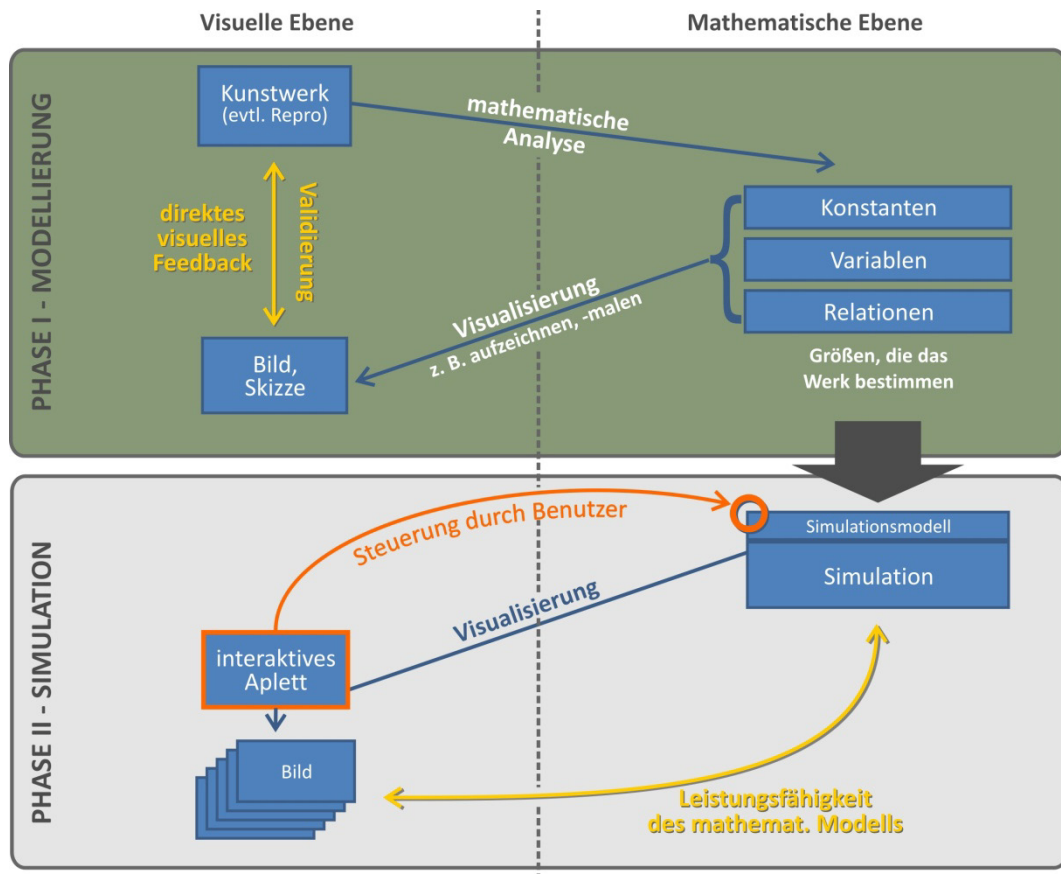 Visuelle Ebene
Mathematische Ebene
PHASE I - MODELLIERUNG
Kunstwerk
(evtl. Repro)
mathematische
Analyse
direktes
visuelles
Feedback
Validierung
Konstanten
Variablen
Relationen
Visualisierung
z. B. aufzeichnen, -malen
Bild,
Skizze
Größen, die das
Werk bestimmen
PHASE II - SIMULATION
Steuerung durch Benutzer
Simulationsmodell
Simulation
Visualisierung
interaktives
Aplett
Bild
Leistungsfähigkeit
des mathemat. Modells